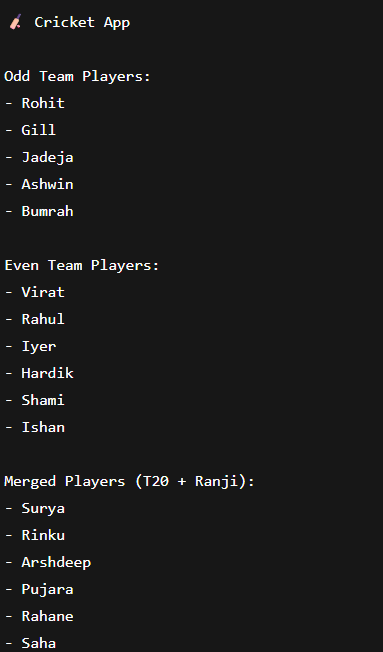 🏏 Cricket App
Odd Team Players:
- Rohit
- Gill
- Jadeja
- Ashwin
- Bumrah
Even Team Players:
- Virat
- Rahul
- Iyer
- Hardik
- Shami
- Ishan
Merged Players (T20 + Ranji):
- Surya
- Rinku
- Arshdeep
- Pujara
- Rahane
- Saha